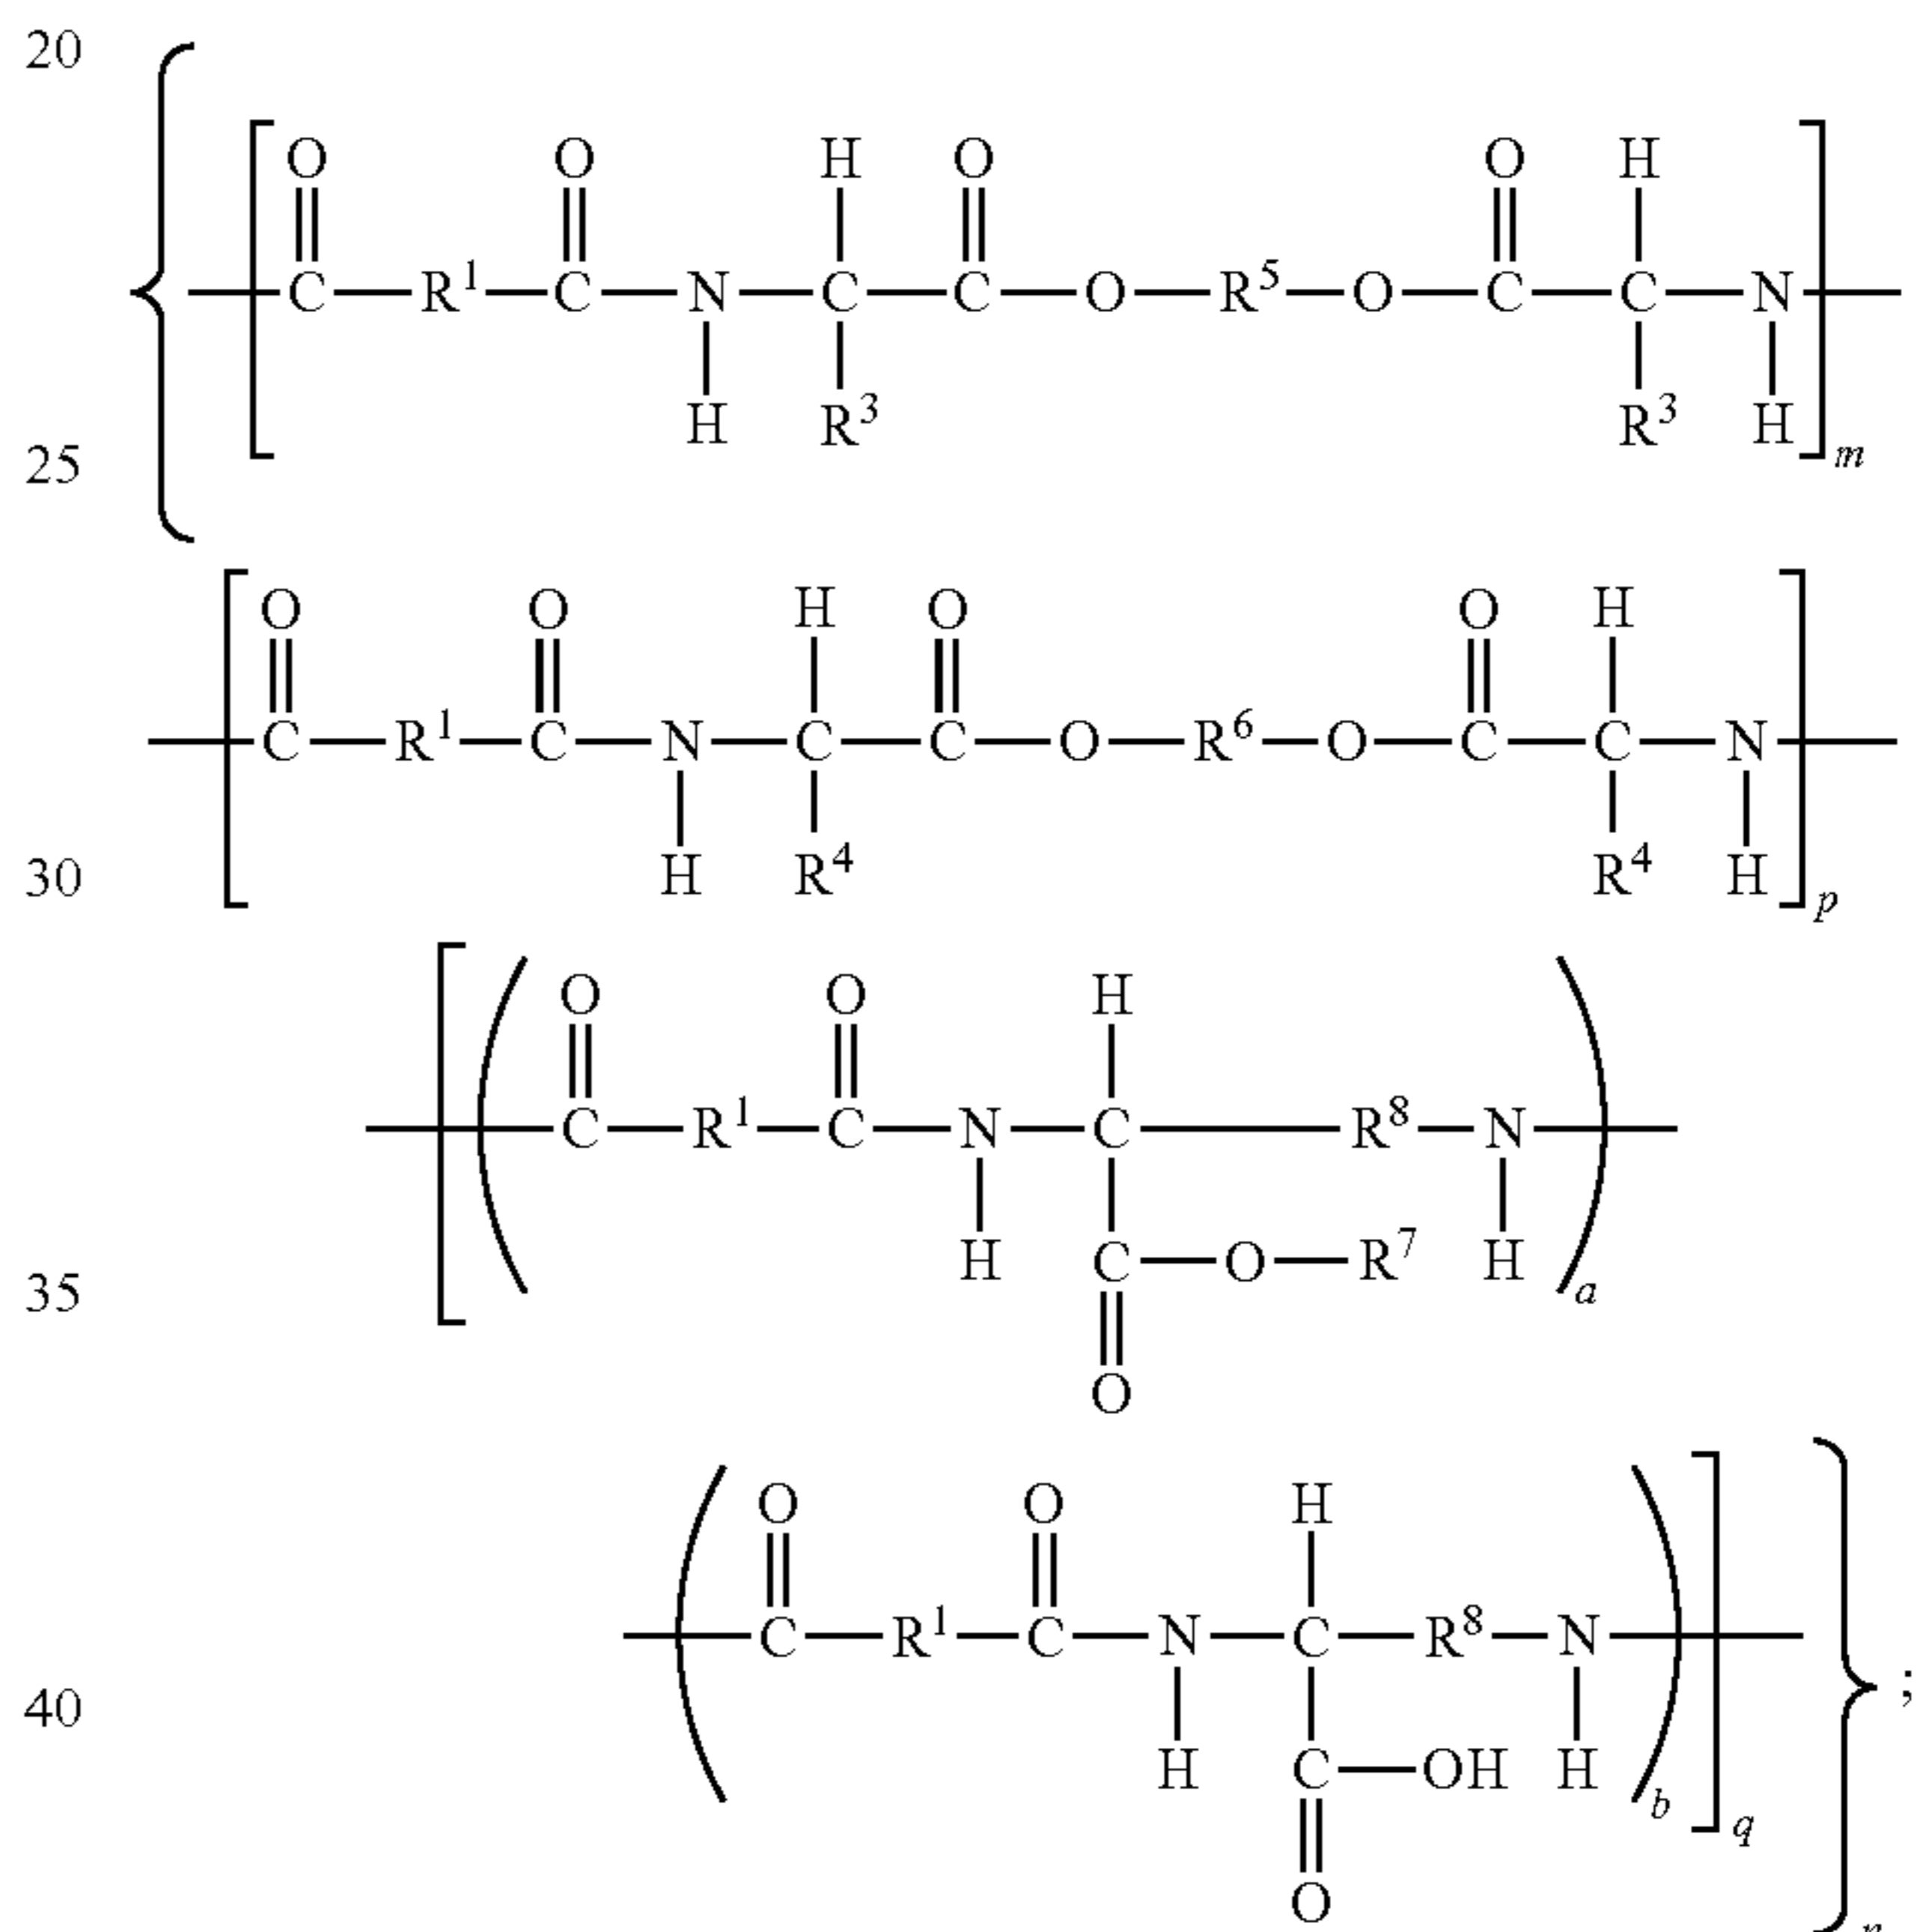 20
O O H O O H
C—R¹—C—N—C—C—O—R⁵—O—C—C—N
H R³ R³ H
25 m
O O H O O H
C—R¹—C—N—C—C—O—R⁶—O—C—C—N
30 H R⁴ R⁴ H p
O O H
C—R¹—C—N—C—R⁸—N
35 H C—O—R⁷ H a
O
O O H
C—R¹—C—N—C—R⁸—N
40 H C—OH H b q ;
O n